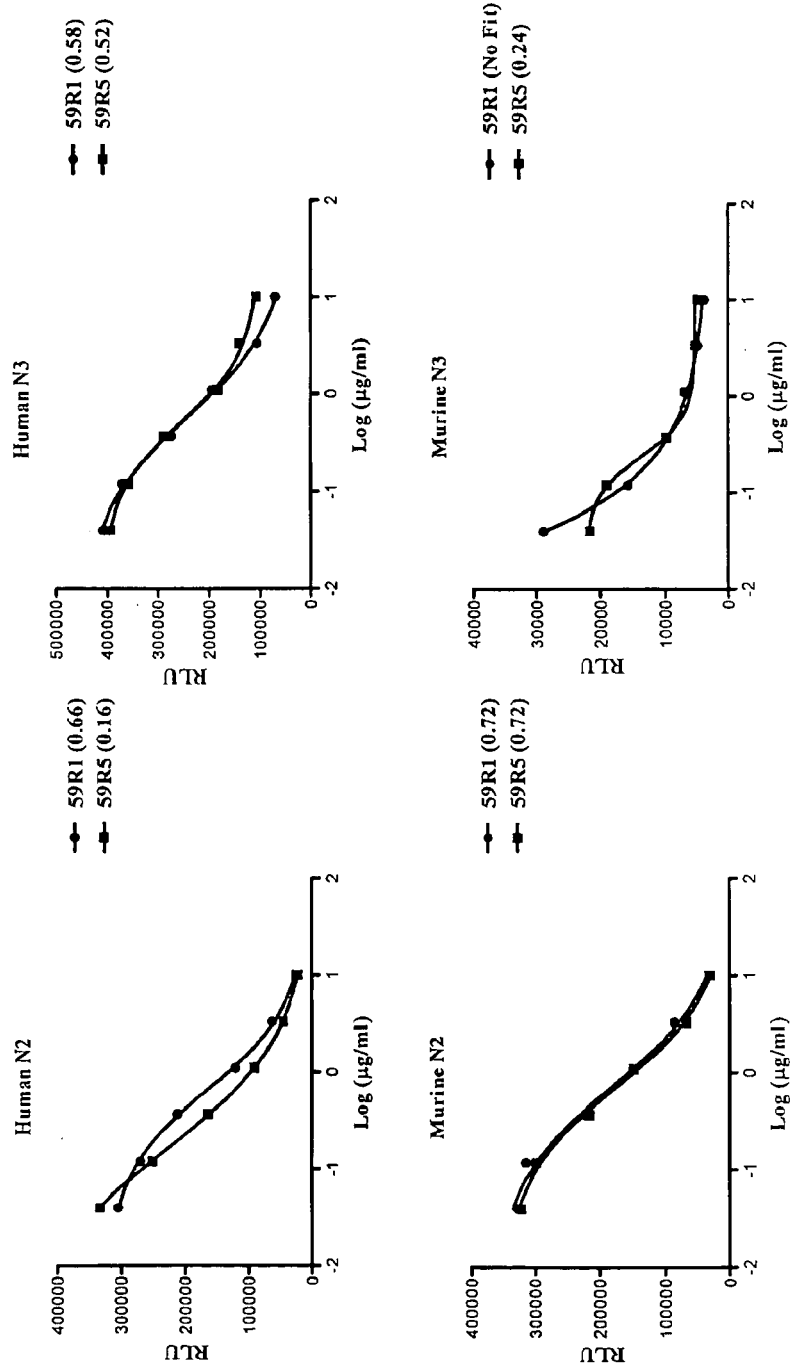 Human N2
400000
300000
200000
100000
0
RLU
-2
-1
0
1
2
Log (µg/ml)
59R1 (0.66)
59R5 (0.16)
Human N3
500000
400000
300000
200000
100000
0
RLU
-2
-1
0
1
2
Log (µg/ml)
59R1 (0.58)
59R5 (0.52)
Murine N2
400000
300000
200000
100000
0
RLU
-2
-1
0
1
2
Log (µg/ml)
59R1 (0.72)
59R5 (0.72)
Murine N3
40000
30000
20000
10000
0
RLU
-2
-1
0
1
2
Log (µg/ml)
59R1 (No Fit)
59R5 (0.24)